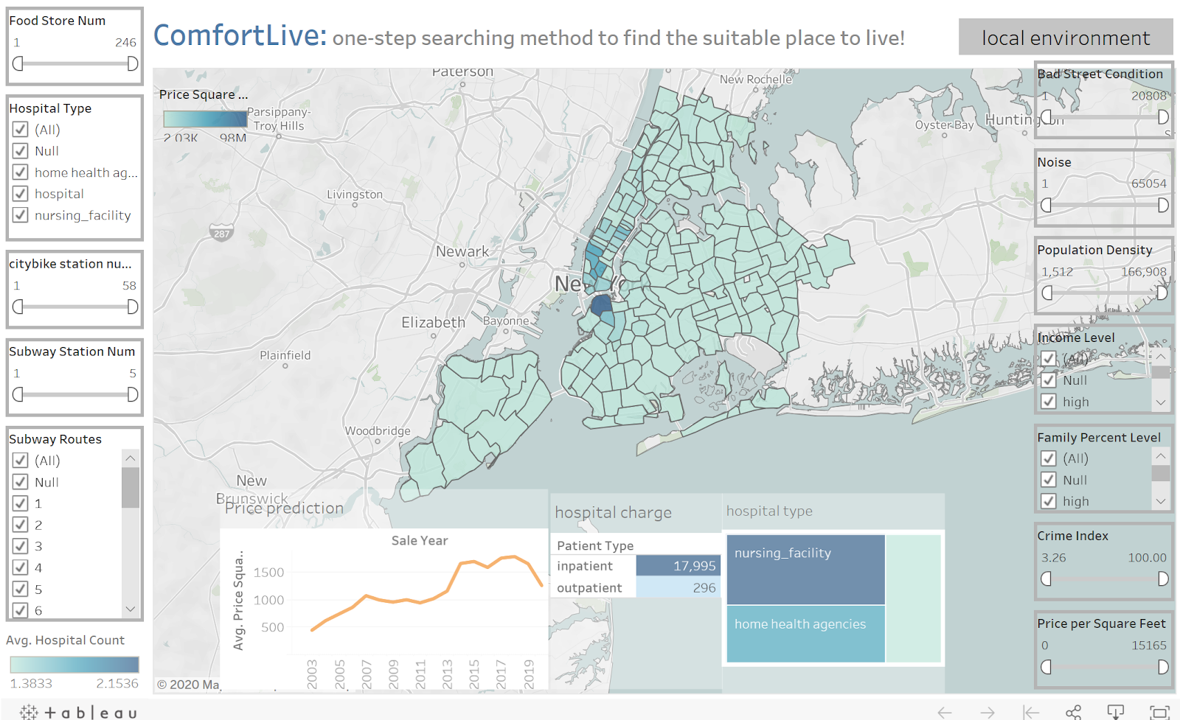 Food Store Num
1 246
Hospital Type
(All)
Null
home health ag...
hospital
nursing_facility
citybike station nu...
1 58
Subway Station Num
1 5
Subway Routes
(All)
Null
1
2
3
4
5
6
Avg. Hospital Count
1.3833 2.1536
ComfortLive: one-step searching method to find the suitable place to live!
local environment
Price Square ...
2.03K 98M
Paterson
Parsippany-
Troy Hills
New Rochelle
Oyster Bay
Livingston
287
Newark
Elizabeth
Bayonne
Plainfield
Woodbridge
New
Brunswick
Price prediction
Sale Year
Avg. Price Squa..
1500
1000
500
2003
2005
2007
2009
2011
2013
2015
2017
2019
hospital charge
Patient Type
inpatient 17,995
outpatient 296
hospital type
nursing_facility
home health agencies
Bad Street Condition
1 20808
Noise
1 65054
Population Density
1,512 166,908
Income Level
(All)
Null
high
Family Percent Level
(All)
Null
high
Crime Index
3.26 100.00
Price per Square Feet
0 15165
© 2020 Ma
+ a b l e a u